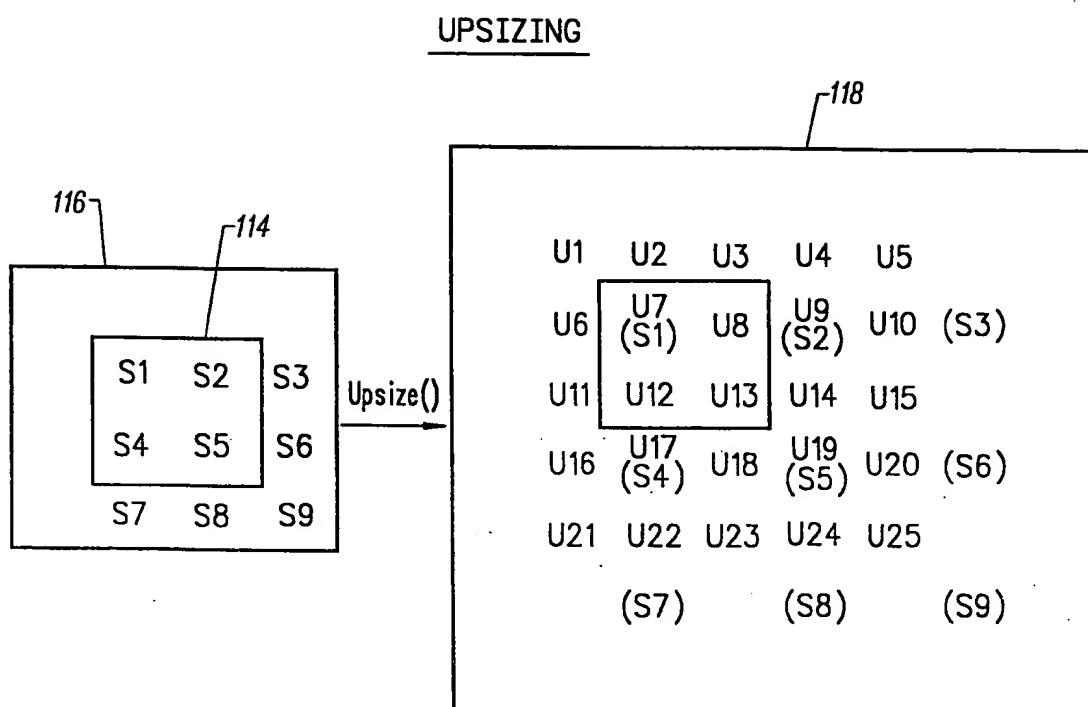 UPSIZING
118
116
114
U1 U2 U3 U4 U5
U6 U7 U8 U9 U10 (S3)
(S1) (S2)
S1 S2 S3
Upsize()
U11 U12 U13 U14 U15
S4 S5 S6
U16 U17 U18 U19 U20 (S6)
(S4) (S5)
S7 S8 S9
U21 U22 U23 U24 U25
(S7) (S8) (S9)